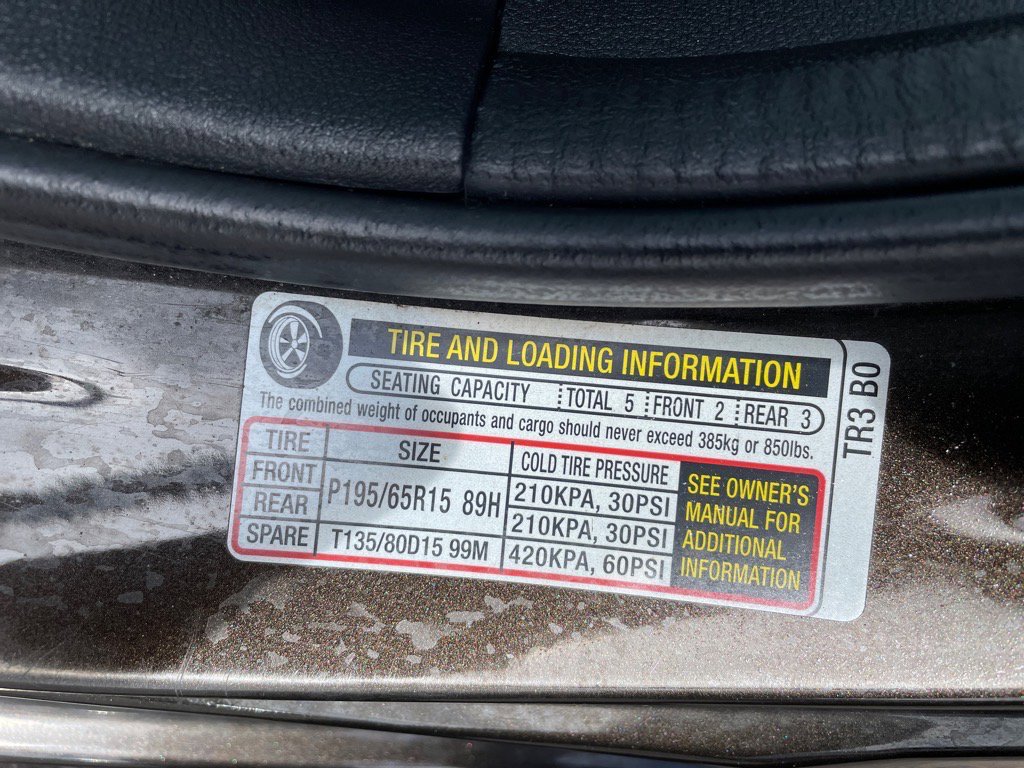 TIRE AND LOADING INFORMATION
SEATING CAPACITY TOTAL 5 FRONT 2 REAR 3
The combined weight of occupants and cargo should never exceed 385kg or 850lbs.
TIRE SIZE COLD TIRE PRESSURE
FRONT P195/65R15 89H 210KPA, 30PSI
REAR 210KPA, 30PSI
SPARE T135/80D15 99M 420KPA, 60PSI
SEE OWNER'S
MANUAL FOR
ADDITIONAL
INFORMATION
TR3 B0